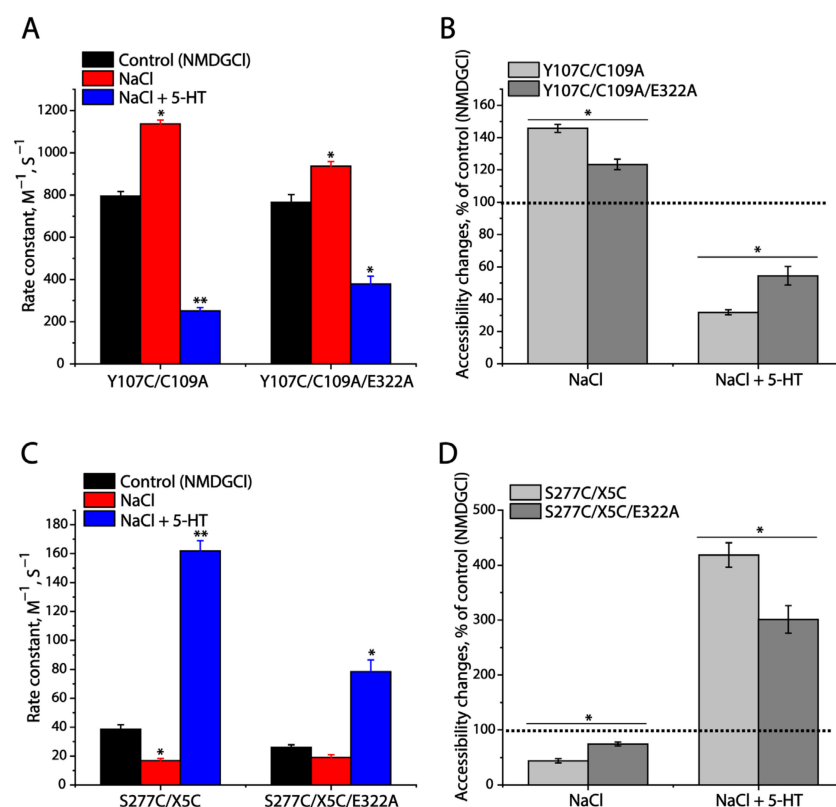 A
Control (NMDGCl)
NaCl
NaCl + 5-HT
Rate constant, M⁻¹, S⁻¹
1200
1000
800
600
400
200
0
*
**
*
*
Y107C/C109A
Y107C/C109A/E322A
B
Y107C/C109A
Y107C/C109A/E322A
Accessibility changes, % of control (NMDGCl)
160
140
120
100
80
60
40
20
0
*
*
NaCl
NaCl + 5-HT
C
Control (NMDGCl)
NaCl
NaCl + 5-HT
Rate constant, M⁻¹, S⁻¹
180
160
140
120
100
80
60
40
20
0
*
**
*
S277C/X5C
S277C/X5C/E322A
D
S277C/X5C
S277C/X5C/E322A
Accessibility changes, % of control (NMDGCl)
500
400
300
200
100
0
*
*
NaCl
NaCl + 5-HT